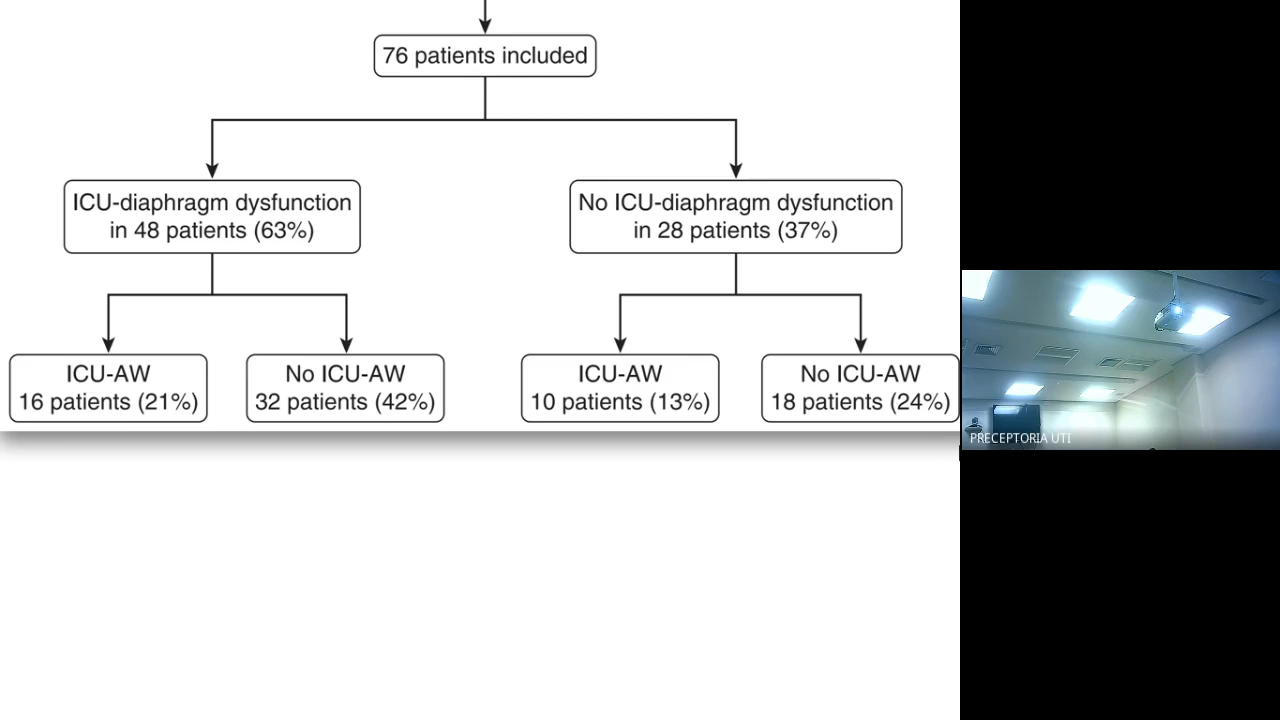 76 patients included
ICU-diaphragm dysfunction
in 48 patients (63%)
No ICU-diaphragm dysfunction
in 28 patients (37%)
ICU-AW
16 patients (21%)
No ICU-AW
32 patients (42%)
ICU-AW
10 patients (13%)
No ICU-AW
18 patients (24%)
PRECEPTORIA UTI